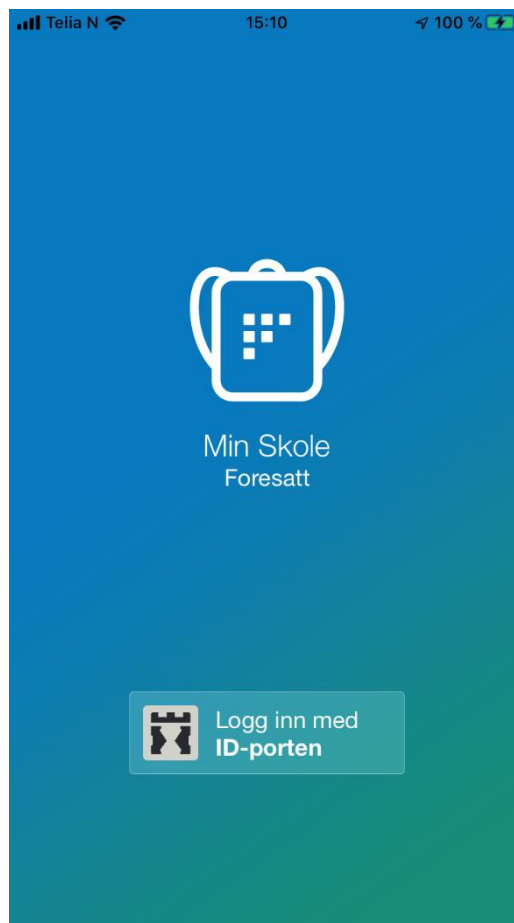 Telia N 15:10 100 %
Min Skole
Foresatt
Logg inn med
ID-porten